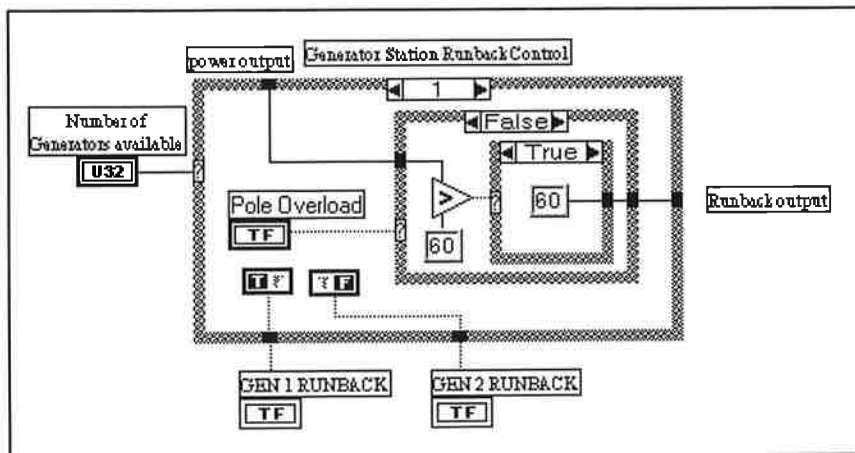 Generator Station Runback Control
power output
1
Number of
Generators available
U32
False
True
60
>
60
Pole Overload
TF
Runback output
T F
T F
GEN 1 RUNBACK
TF
GEN 2 RUNBACK
TF